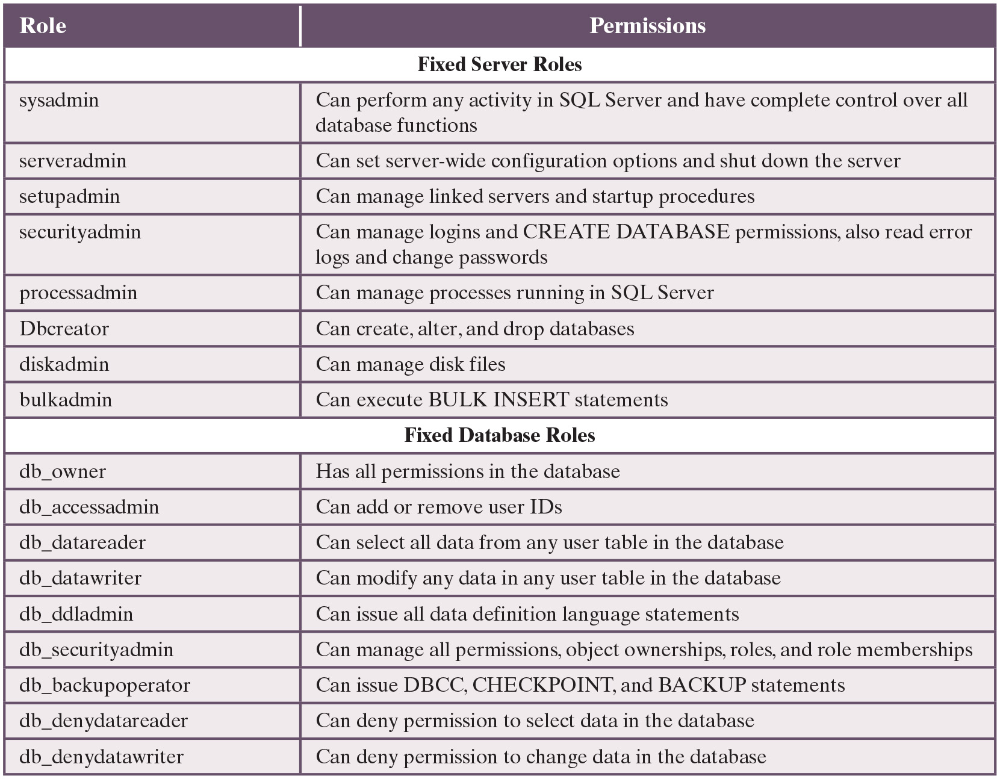 Role Permissions
Fixed Server Roles
sysadmin Can perform any activity in SQL Server and have complete control over all
database functions
serveradmin Can set server-wide configuration options and shut down the server
setupadmin Can manage linked servers and startup procedures
securityadmin Can manage logins and CREATE DATABASE permissions, also read error
logs and change passwords
processadmin Can manage processes running in SQL Server
Dbcreator Can create, alter, and drop databases
diskadmin Can manage disk files
bulkadmin Can execute BULK INSERT statements
Fixed Database Roles
db_owner Has all permissions in the database
db_accessadmin Can add or remove user IDs
db_datareader Can select all data from any user table in the database
db_datawriter Can modify any data in any user table in the database
db_ddladmin Can issue all data definition language statements
db_securityadmin Can manage all permissions, object ownerships, roles, and role memberships
db_backupoperator Can issue DBCC, CHECKPOINT, and BACKUP statements
db_denydatareader Can deny permission to select data in the database
db_denydatawriter Can deny permission to change data in the database